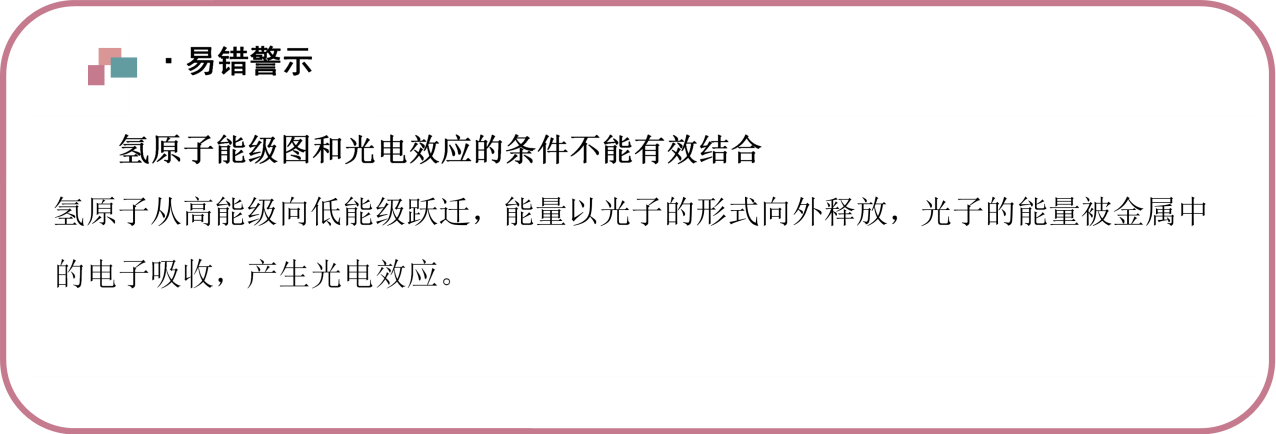 ·易错警示
氢原子能级图和光电效应的条件不能有效结合
氢原子从高能级向低能级跃迁，能量以光子的形式向外释放，光子的能量被金属中
的电子吸收，产生光电效应。